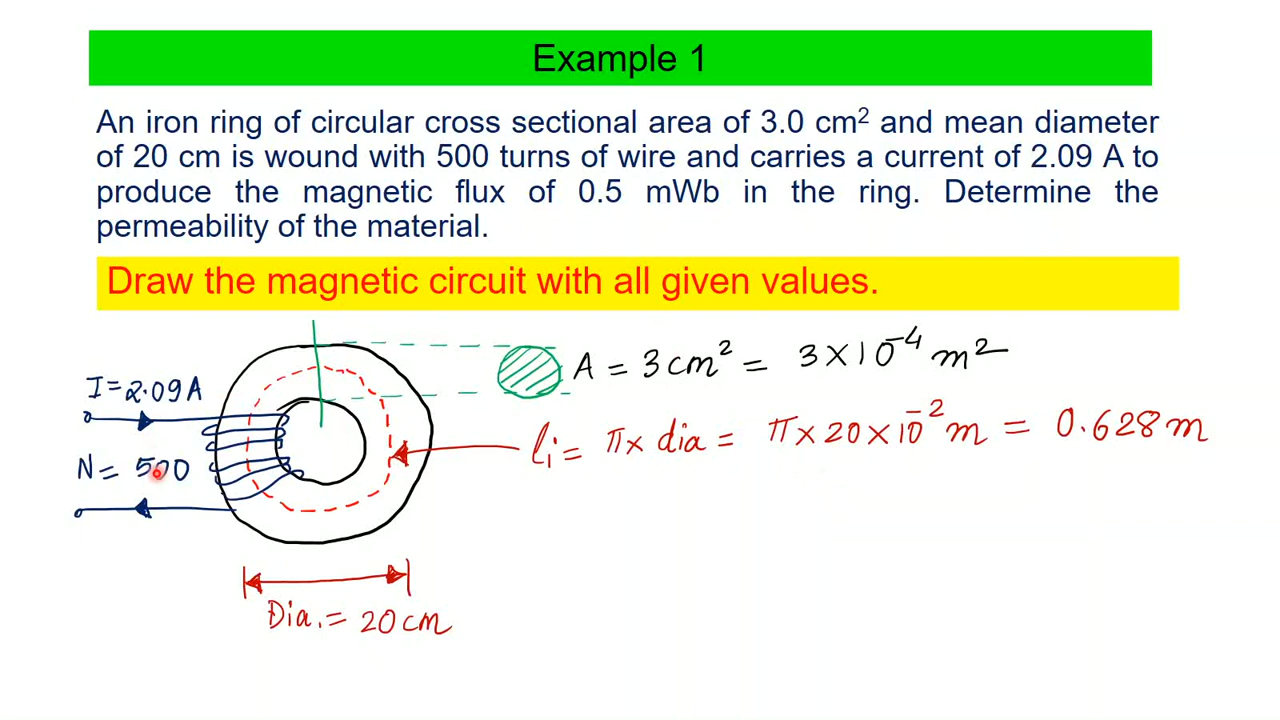 Example 1
An iron ring of circular cross sectional area of 3.0 cm² and mean diameter
of 20 cm is wound with 500 turns of wire and carries a current of 2.09 A to
produce the magnetic flux of 0.5 mWb in the ring. Determine the
permeability of the material.
Draw the magnetic circuit with all given values.
A = 3 cm² = 3×10⁻⁴ m²
I = 2.09A
li = π× dia = π × 20 × 10⁻² m = 0.628 m
N = 500
Dia. = 20 cm